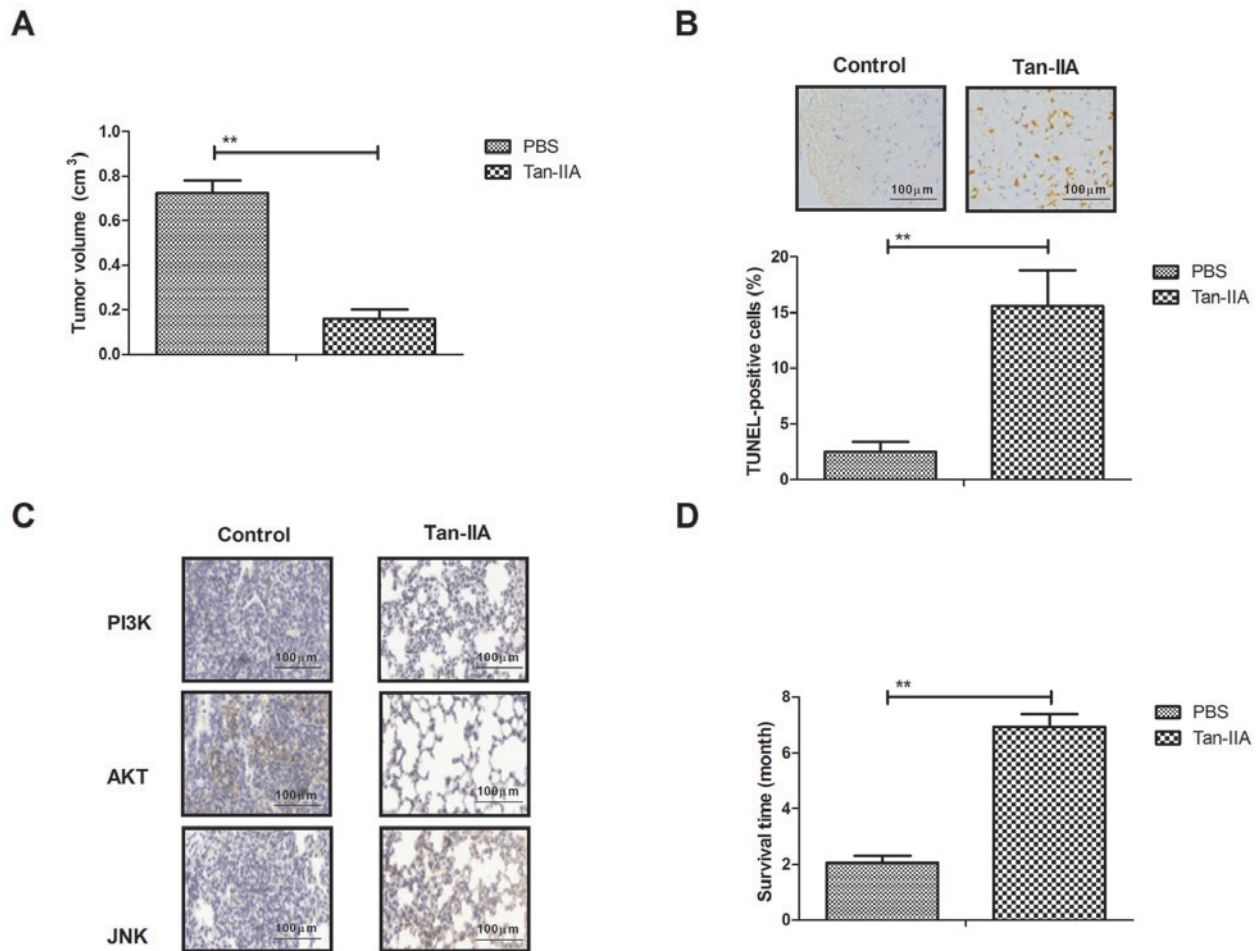 A
Tumor volume (cm³)
1.0
0.8
0.6
0.4
0.2
0.0
**
PBS
Tan-IIA
B
Control Tan-IIA
100μm 100μm
TUNEL-positive cells (%)
20
15
10
5
0
**
PBS
Tan-IIA
C
Control Tan-IIA
PI3K
100μm 100μm
AKT
100μm 100μm
JNK
100μm 100μm
D
Survival time (month)
8
6
4
2
0
**
PBS
Tan-IIA